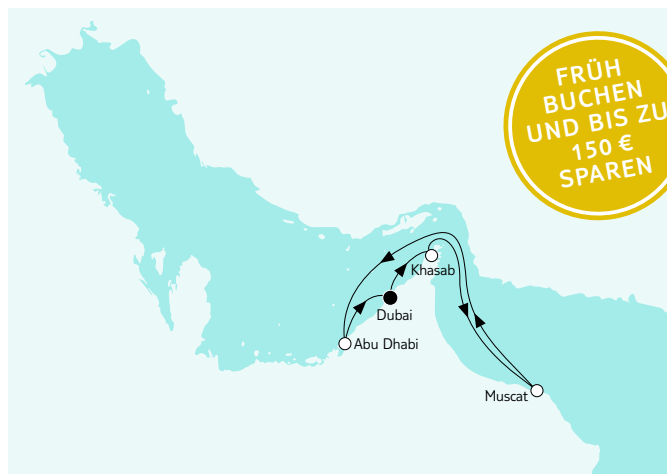 FRÜH
BUCHEN
UND BIS ZU
150 €
SPAREN
Khasab
Dubai
Abu Dhabi
Muscat